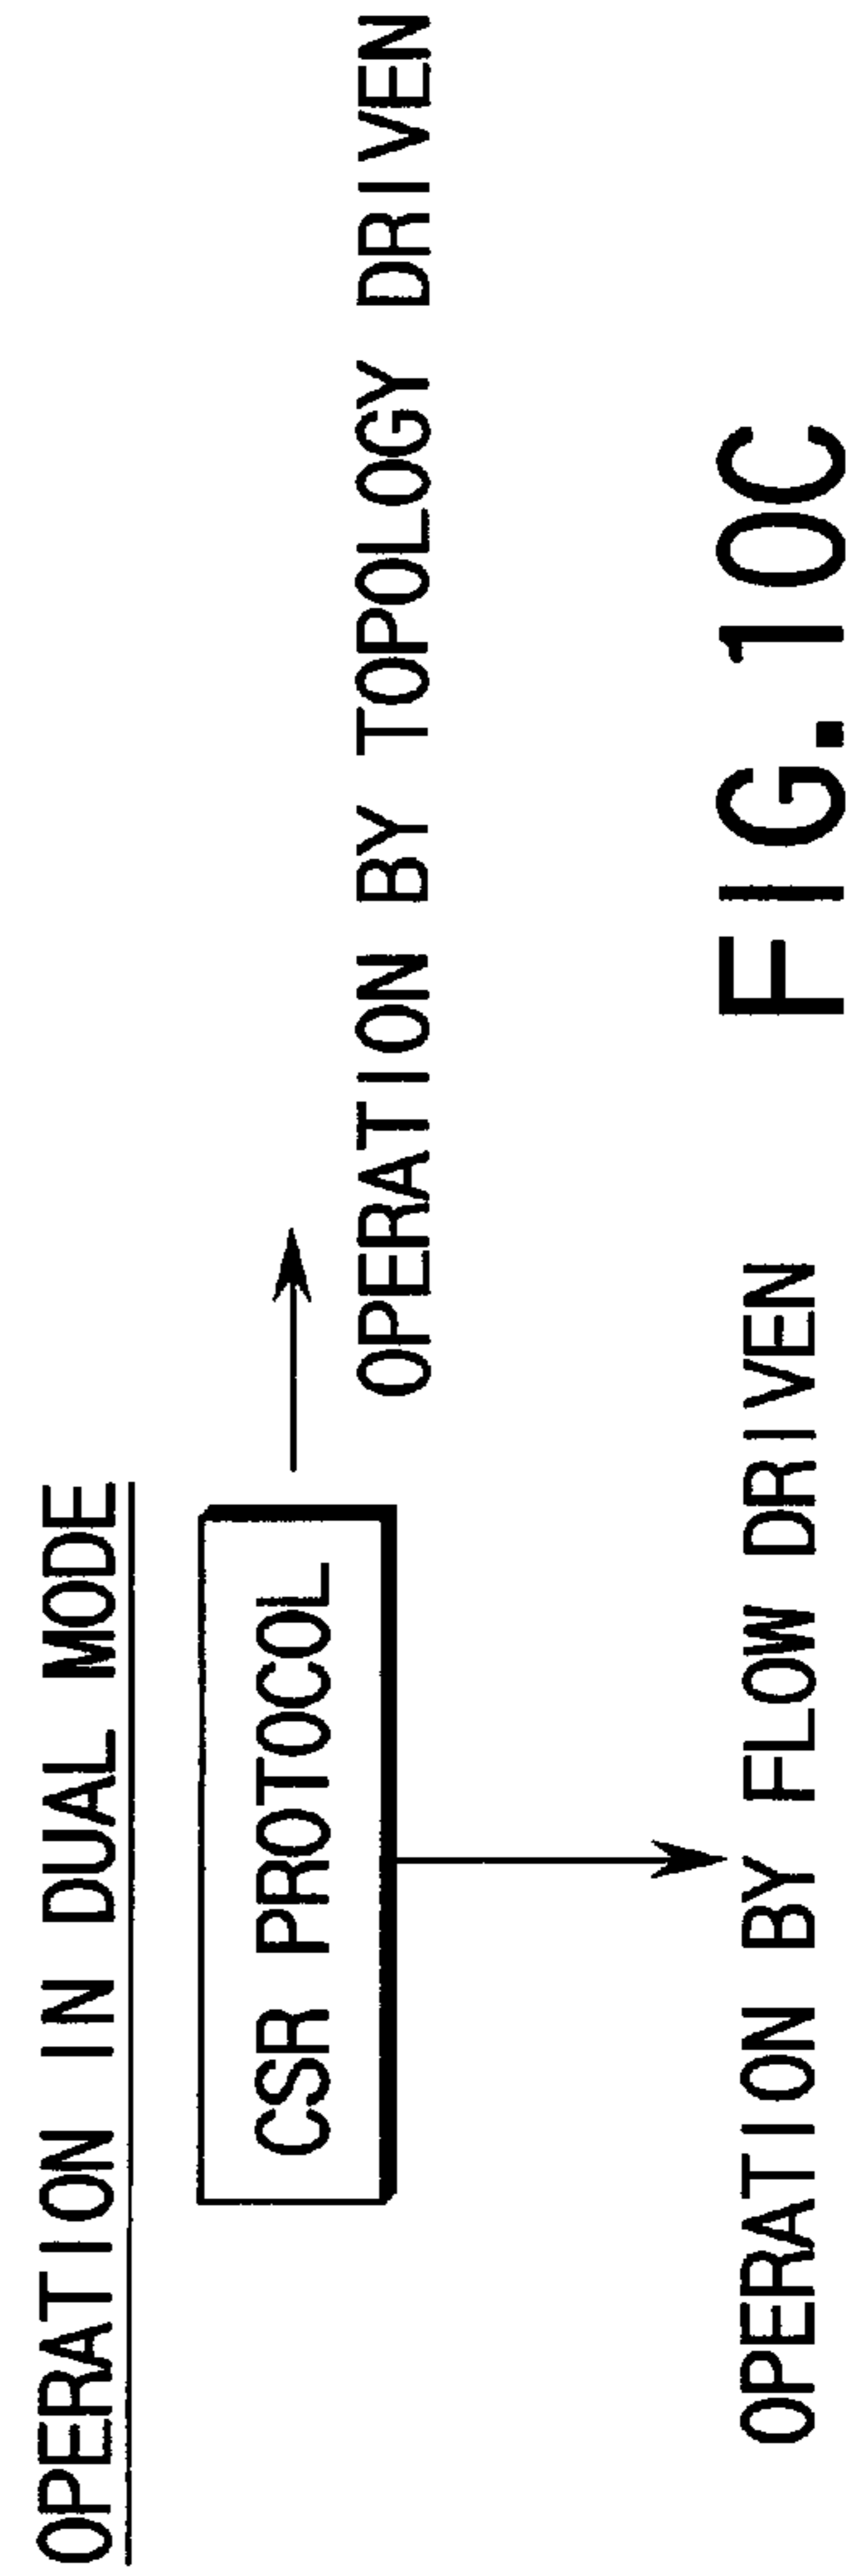 OPERATION IN DUAL MODE
CSR PROTOCOL
OPERATION BY TOPOLOGY DRIVEN
OPERATION BY FLOW DRIVEN
FIG. 10C